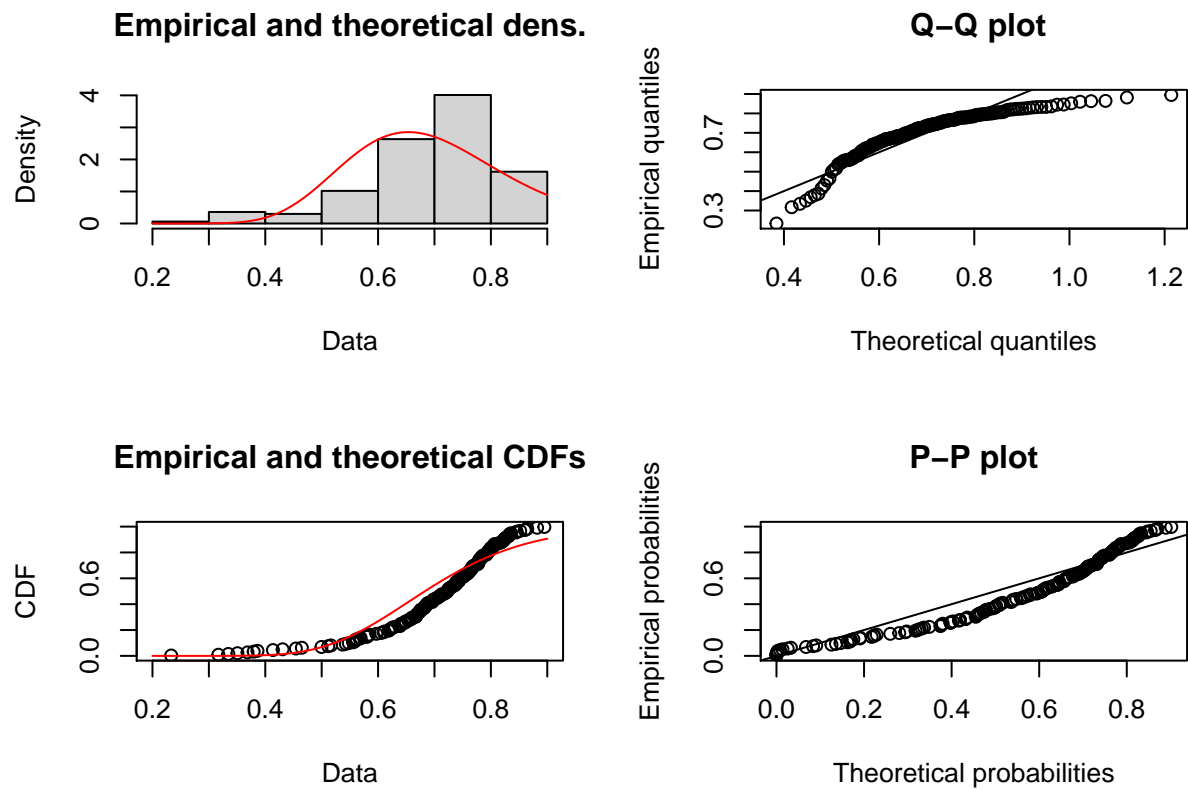 Empirical and theoretical dens.
Density
0
2
4
0.2
0.4
0.6
0.8
Data
Q−Q plot
Empirical quantiles
0.3
0.7
0.4
0.6
0.8
1.0
1.2
Theoretical quantiles
Empirical and theoretical CDFs
CDF
0.0
0.6
0.2
0.4
0.6
0.8
Data
P−P plot
Empirical probabilities
0.0
0.6
0.0
0.2
0.4
0.6
0.8
Theoretical probabilities